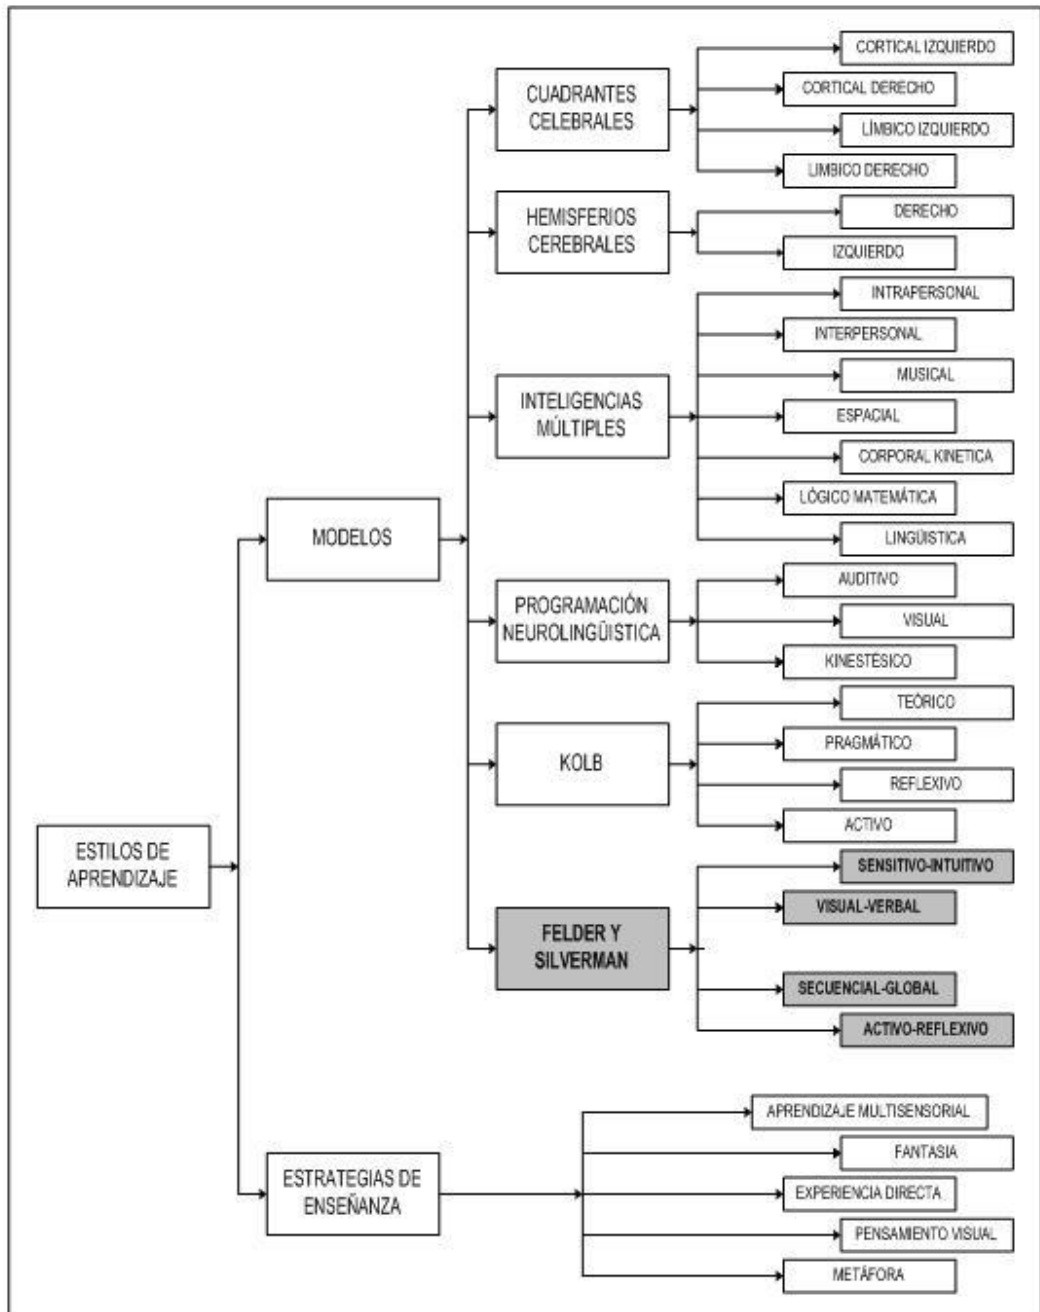 CORTICAL IZQUIERDO
CUADRANTES
CELEBRALES
CORTICAL DERECHO
LÍMBICO IZQUIERDO
LIMBICO DERECHO
HEMISFERIOS
CEREBRALES
DERECHO
IZQUIERDO
INTRAPERSONAL
INTERPERSONAL
MUSICAL
INTELIGENCIAS
MÚLTIPLES
ESPACIAL
CORPORAL KINETICA
LÓGICO MATEMÁTICA
LINGÜISTICA
MODELOS
AUDITIVO
PROGRAMACIÓN
NEUROLINGÜISTICA
VISUAL
KINESTÉSICO
TEÓRICO
PRAGMÁTICO
KOLB
REFLEXIVO
ACTIVO
ESTILOS DE
APRENDIZAJE
SENSITIVO-INTUITIVO
VISUAL-VERBAL
FELDER Y
SILVERMAN
SECUENCIAL-GLOBAL
ACTIVO-REFLEXIVO
APRENDIZAJE MULTISENSORIAL
FANTASIA
ESTRATEGIAS DE
ENSEÑANZA
EXPERIENCIA DIRECTA
PENSAMIENTO VISUAL
METÁFORA